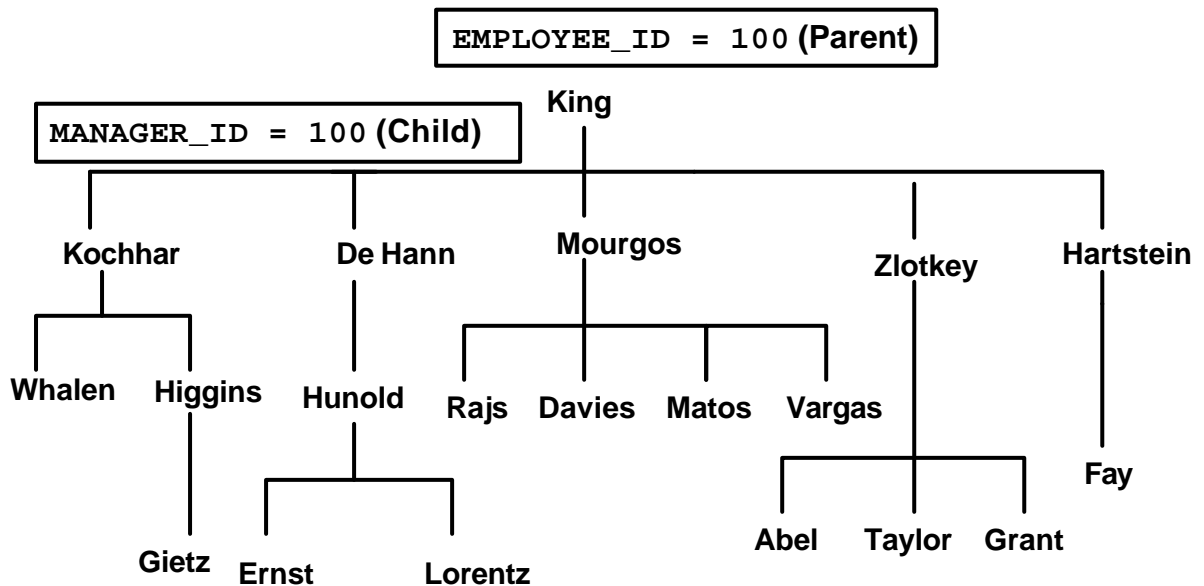 EMPLOYEE_ID = 100 (Parent)
King
MANAGER_ID = 100 (Child)
Kochhar
De Hann
Mourgos
Zlotkey
Hartstein
Whalen
Higgins
Hunold
Rajs
Davies
Matos
Vargas
Fay
Gietz
Ernst
Lorentz
Abel
Taylor
Grant